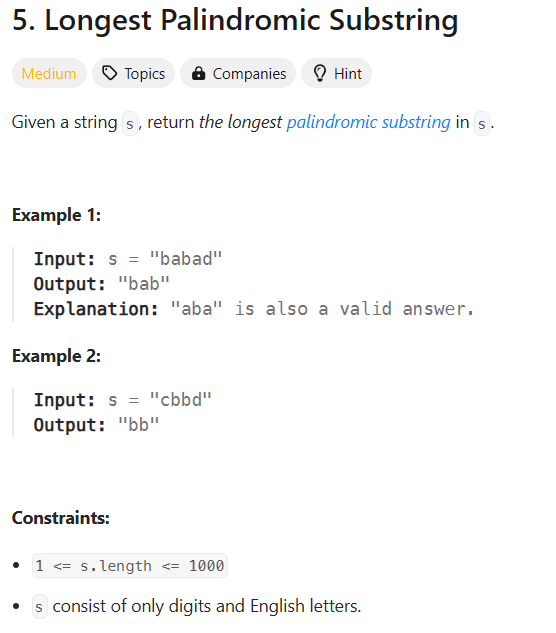 5. Longest Palindromic Substring
Medium Topics Companies Hint
Given a string s, return the longest palindromic substring in s.
Example 1:
Input: s = "babad"
Output: "bab"
Explanation: "aba" is also a valid answer.
Example 2:
Input: s = "cbbd"
Output: "bb"
Constraints:
• 1 <= s.length <= 1000
• s consist of only digits and English letters.